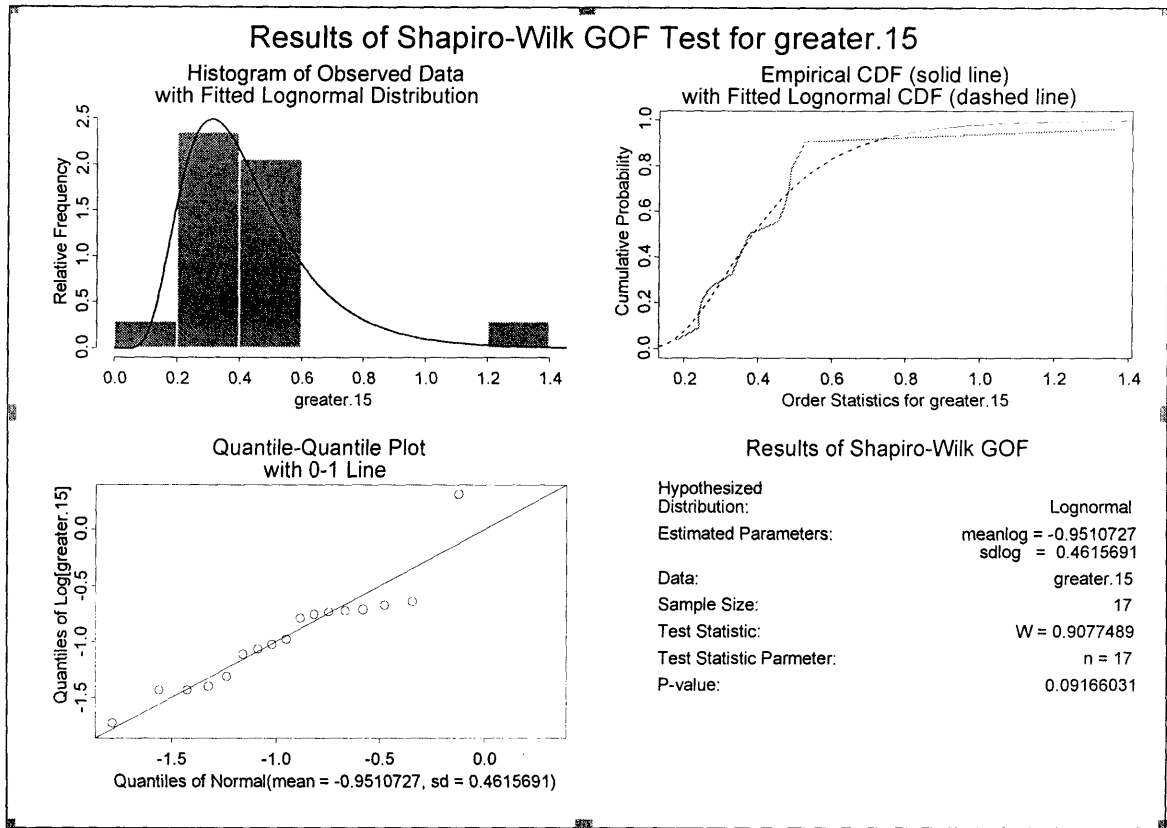 Results of Shapiro-Wilk GOF Test for greater.15
Histogram of Observed Data
with Fitted Lognormal Distribution
Relative Frequency
0.0 0.5 1.0 1.5 2.0 2.5
0.0 0.2 0.4 0.6 0.8 1.0 1.2 1.4
greater.15
Empirical CDF (solid line)
with Fitted Lognormal CDF (dashed line)
Cumulative Probability
0.0 0.2 0.4 0.6 0.8 1.0
0.2 0.4 0.6 0.8 1.0 1.2 1.4
Order Statistics for greater.15
Quantile-Quantile Plot
with 0-1 Line
Quantiles of Log[greater.15]
-1.5 -1.0 -0.5 0.0
-1.5 -1.0 -0.5 0.0
Quantiles of Normal(mean = -0.9510727, sd = 0.4615691)
Results of Shapiro-Wilk GOF
Hypothesized
Distribution: Lognormal
Estimated Parameters: meanlog = -0.9510727
sdlog = 0.4615691
Data: greater.15
Sample Size: 17
Test Statistic: W = 0.9077489
Test Statistic Parmeter: n = 17
P-value: 0.09166031